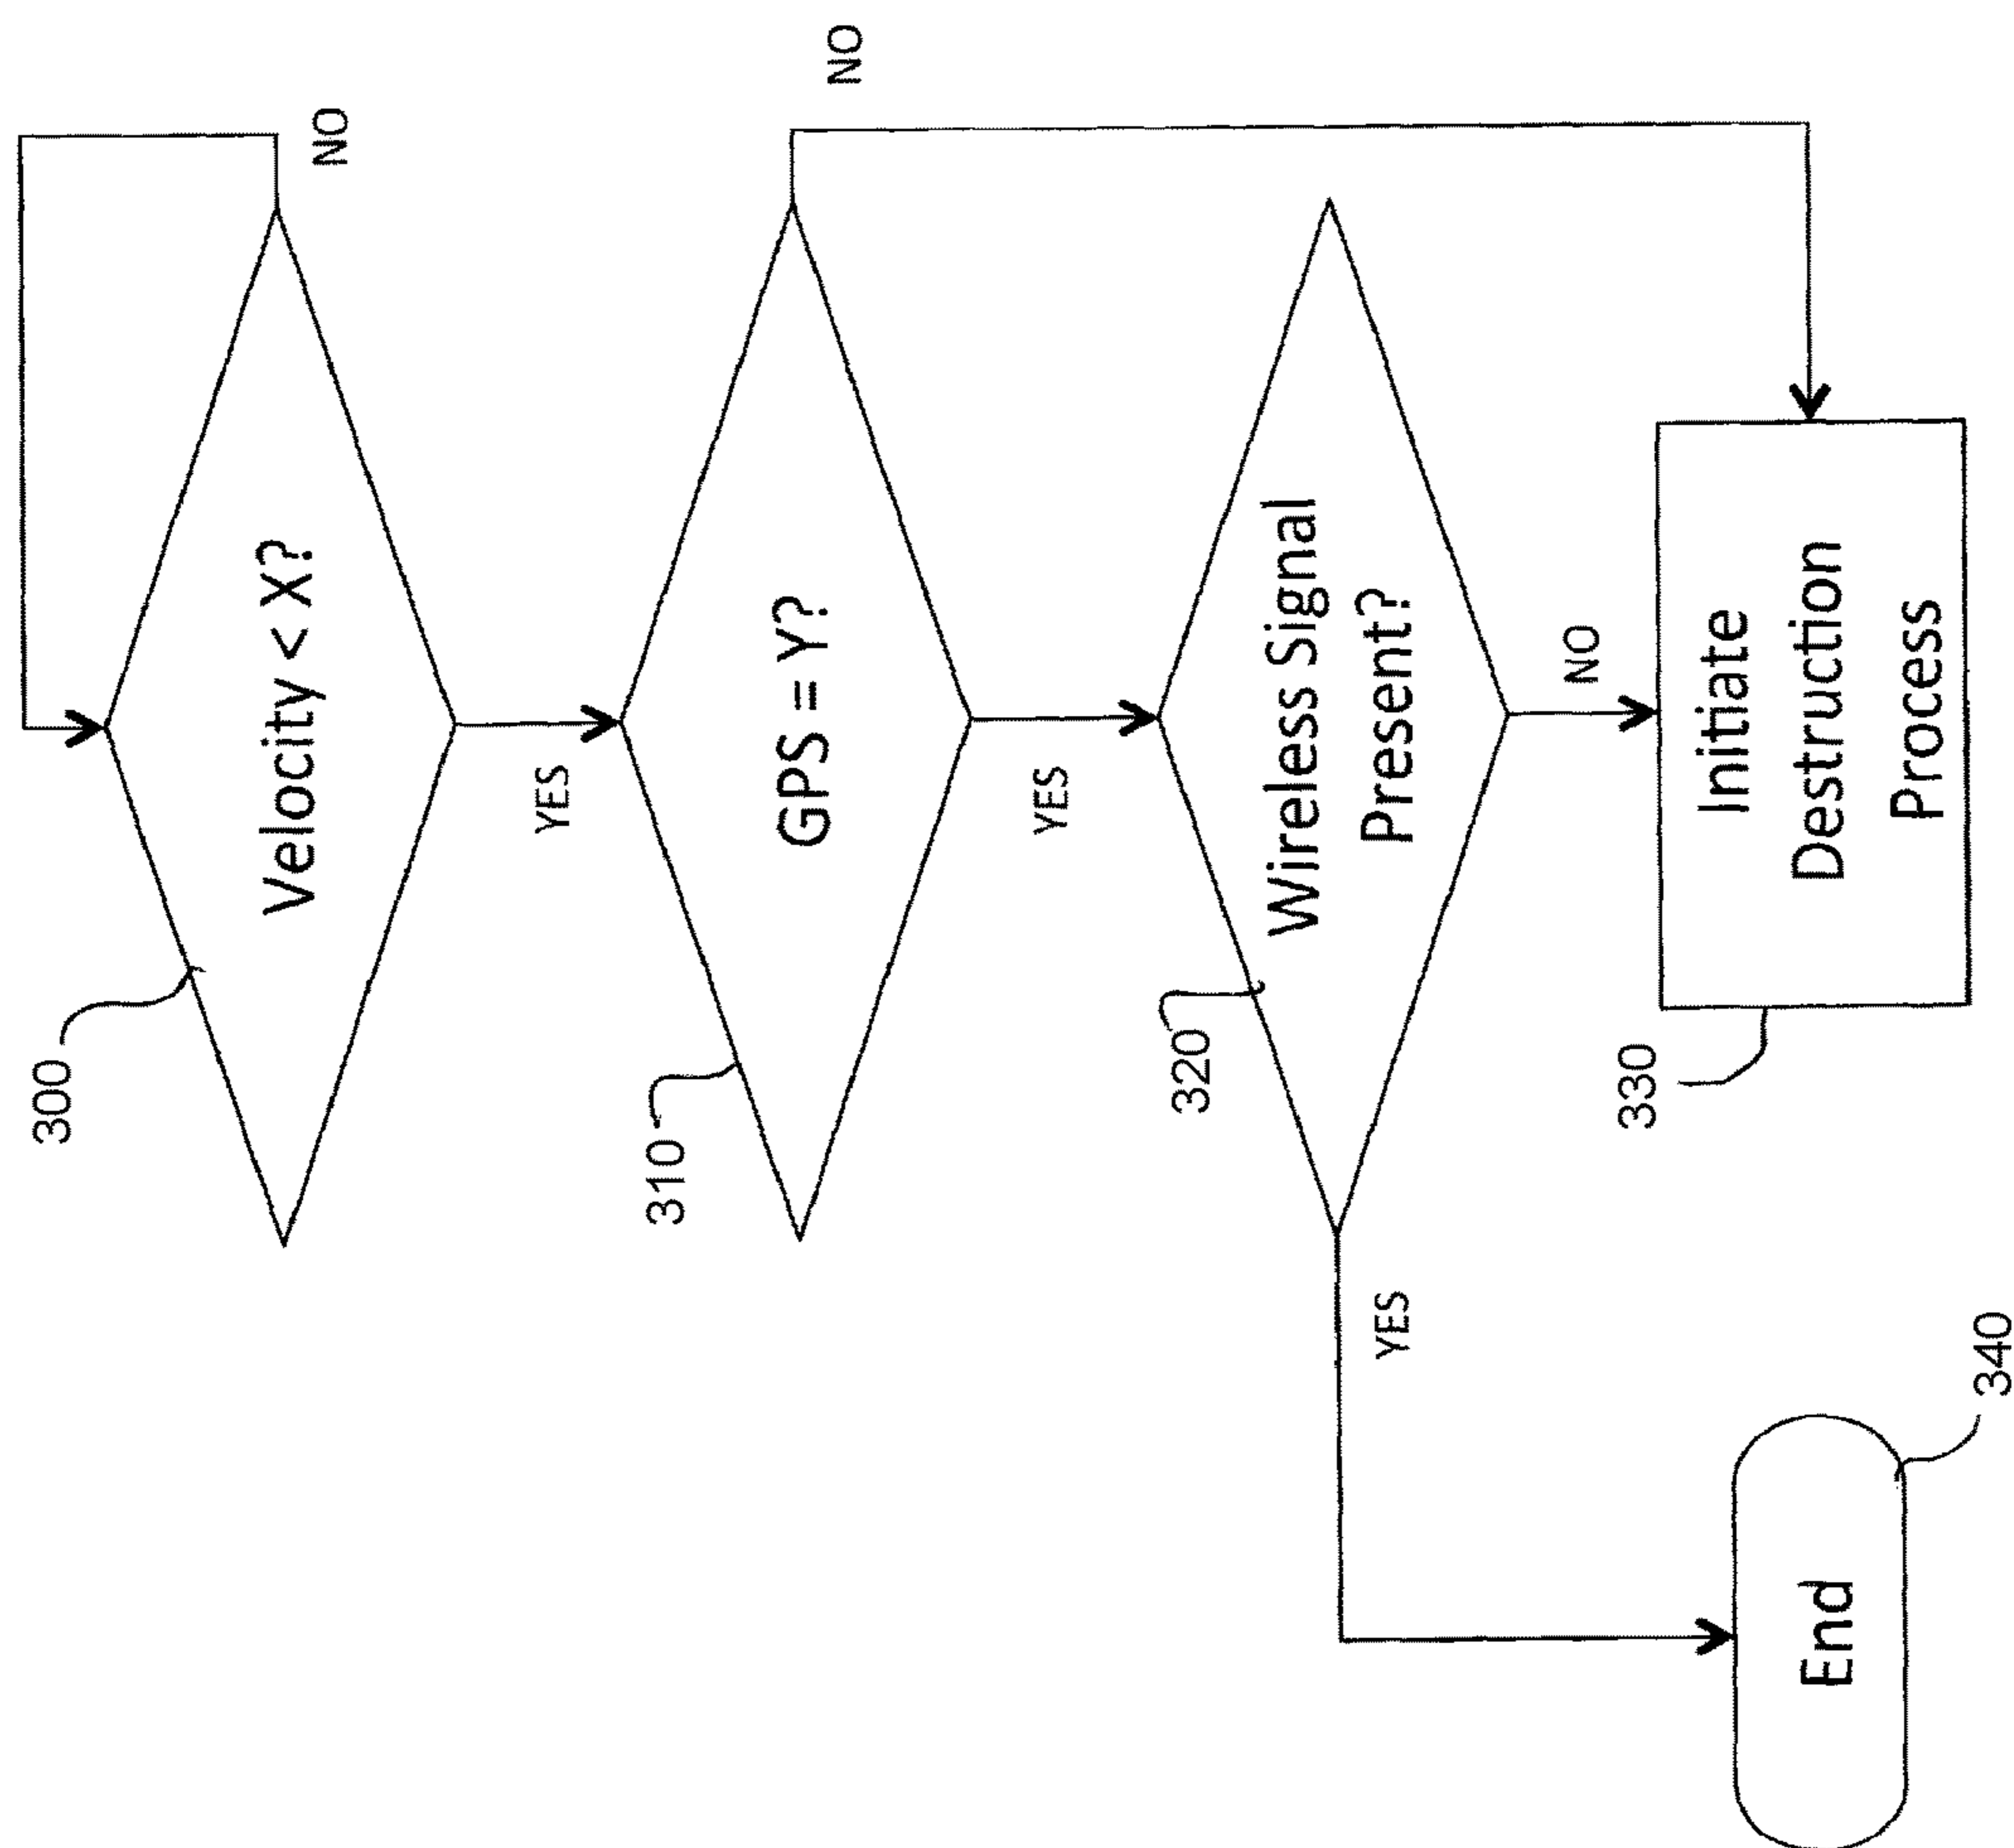 300
Velocity < X?
NO
YES
310
GPS = Y?
NO
YES
320
Wireless Signal
Present?
YES
NO
330
Initiate
Destruction
Process
End
340